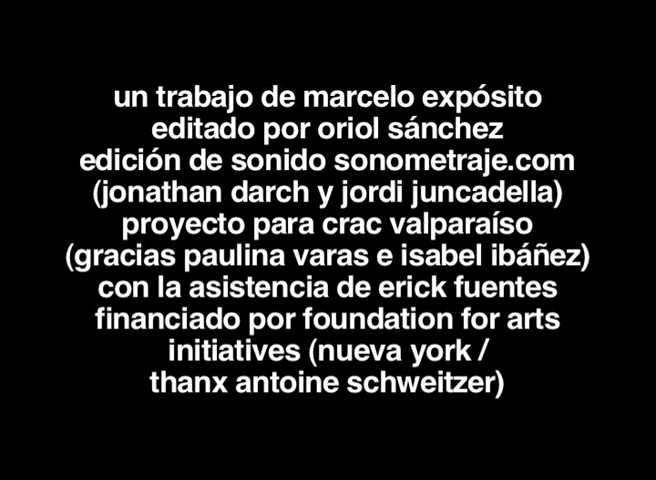 un trabajo de marcelo expósito
editado por oriol sánchez
edición de sonido sonometraje.com
(jonathan darch y jordi juncadella)
proyecto para crac valparaíso
(gracias paulina varas e isabel ibáñez)
con la asistencia de erick fuentes
financiado por foundation for arts
initiatives (nueva york /
thanx antoine schweitzer)